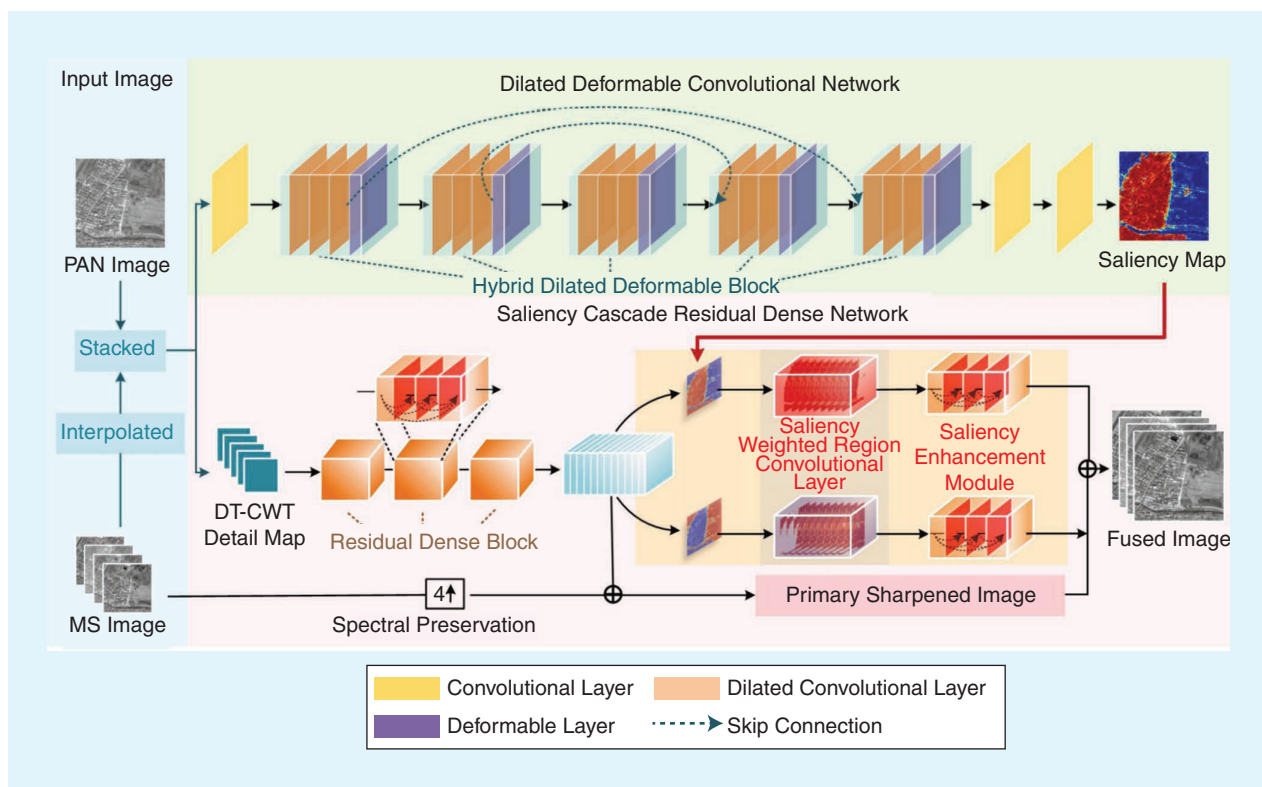 Input Image
Dilated Deformable Convolutional Network
PAN Image
Saliency Map
Hybrid Dilated Deformable Block
Saliency Cascade Residual Dense Network
Stacked
Interpolated
Saliency
Weighted Region
Convolutional
Layer
Saliency
Enhancement
Module
DT-CWT
Detail Map
Residual Dense Block
Fused Image
MS Image
4↑
Spectral Preservation
Primary Sharpened Image
Convolutional Layer
Dilated Convolutional Layer
Deformable Layer
Skip Connection